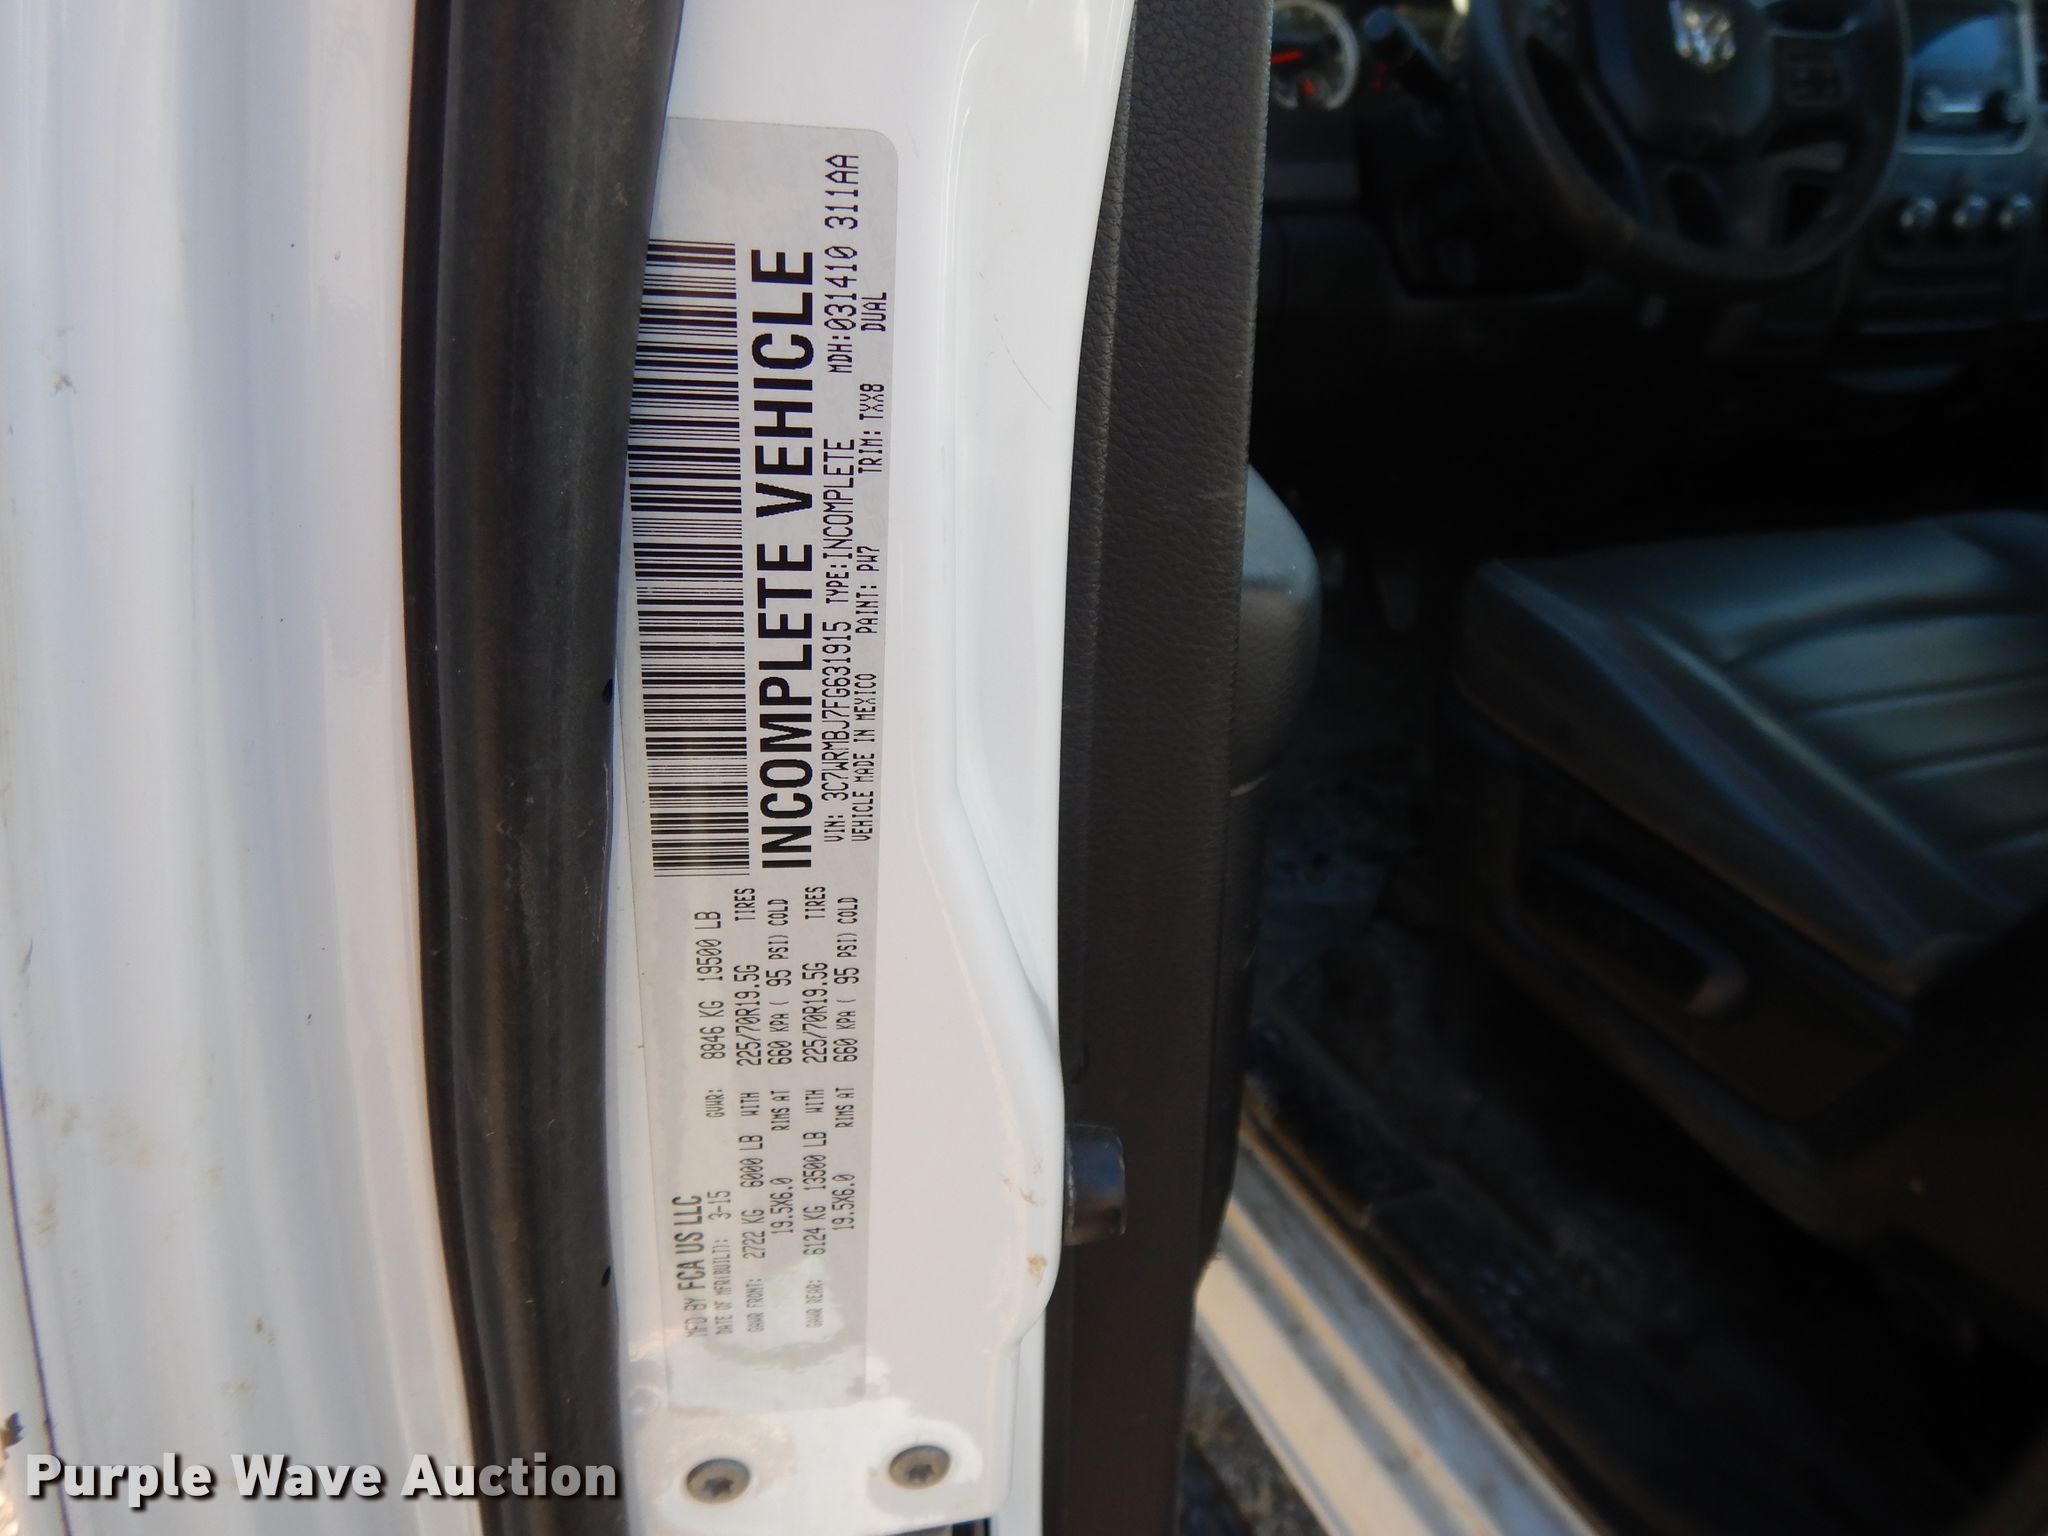 MFD BY FCA US LLC
DATE OF MFR(BUILT): 3-15 GVWR: 8846 KG 19500 LB
GAWR FRONT: 2722 KG 6000 LB WITH 225/70R19.5G TIRES
19.5X6.0 RIMS AT 660 KPA ( 95 PSI) COLD
GAWR REAR: 6124 KG 13500 LB WITH 225/70R19.5G TIRES
19.5X6.0 RIMS AT 660 KPA ( 95 PSI) COLD
INCOMPLETE VEHICLE
VIN: 3C7WRMBJ7FG631915 TYPE:INCOMPLETE MDH:031410 311AA
VEHICLE MADE IN MEXICO PAINT: PW7 TRIM: TXX8 DUAL
Purple Wave Auction